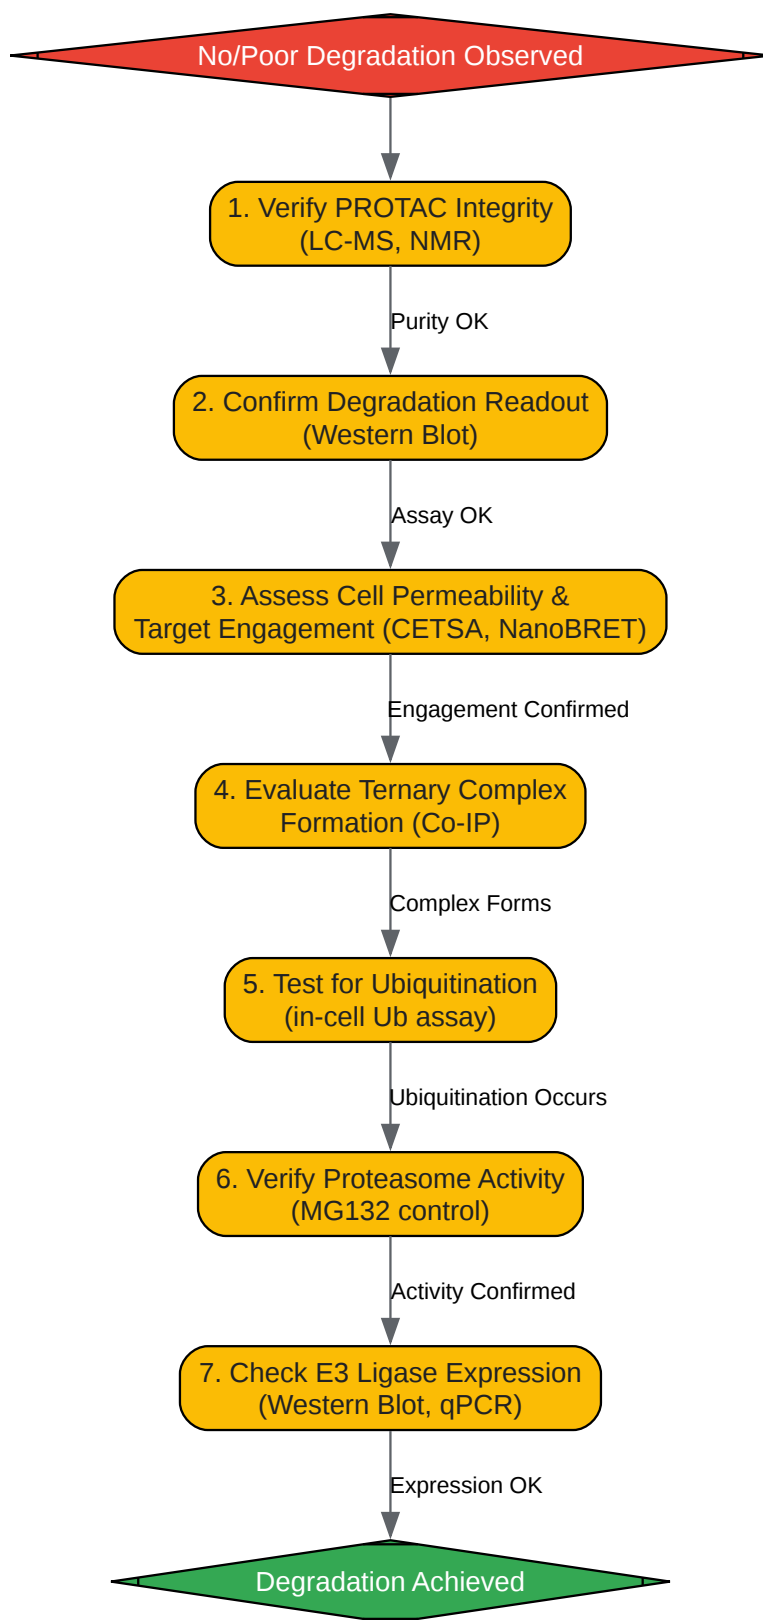 No/Poor Degradation Observed
1. Verify PROTAC Integrity
(LC-MS, NMR)
Purity OK
2. Confirm Degradation Readout
(Western Blot)
Assay OK
3. Assess Cell Permeability &
Target Engagement (CETSA, NanoBRET)
Engagement Confirmed
4. Evaluate Ternary Complex
Formation (Co-IP)
Complex Forms
5. Test for Ubiquitination
(in-cell Ub assay)
Ubiquitination Occurs
6. Verify Proteasome Activity
(MG132 control)
Activity Confirmed
7. Check E3 Ligase Expression
(Western Blot, qPCR)
Expression OK
Degradation Achieved